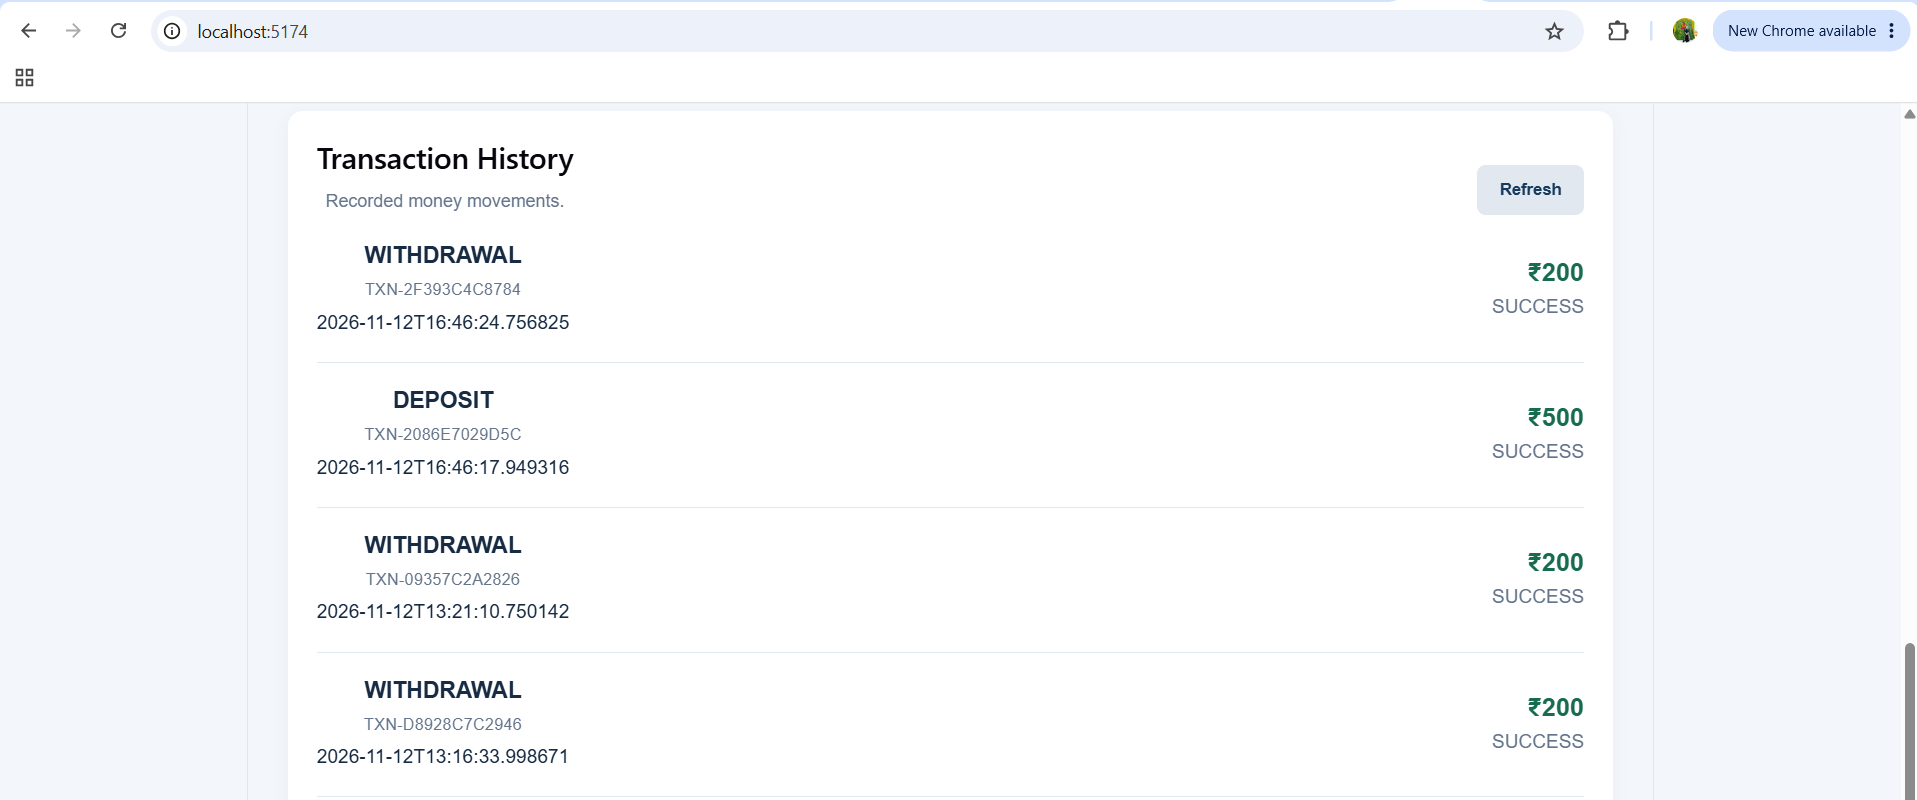 localhost:5174
New Chrome available
Transaction History
Recorded money movements.
Refresh
WITHDRAWAL
TXN-2F393C4C8784
2026-11-12T16:46:24.756825
₹200
SUCCESS
DEPOSIT
TXN-2086E7029D5C
2026-11-12T16:46:17.949316
₹500
SUCCESS
WITHDRAWAL
TXN-09357C2A2826
2026-11-12T13:21:10.750142
₹200
SUCCESS
WITHDRAWAL
TXN-D8928C7C2946
2026-11-12T13:16:33.998671
₹200
SUCCESS